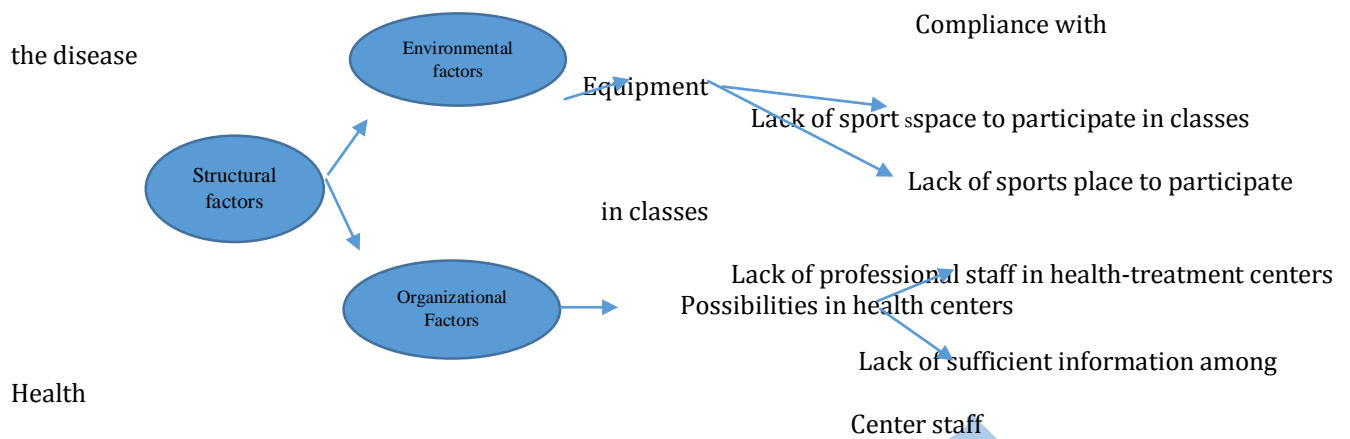 Compliance with
the disease
Environmental
factors
Equipment
Lack of sport sspace to participate in classes
Structural
factors
Lack of sports place to participate
in classes
Lack of professional staff in health-treatment centers
Organizational
Factors
Possibilities in health centers
Lack of sufficient information among
Health
Center staff